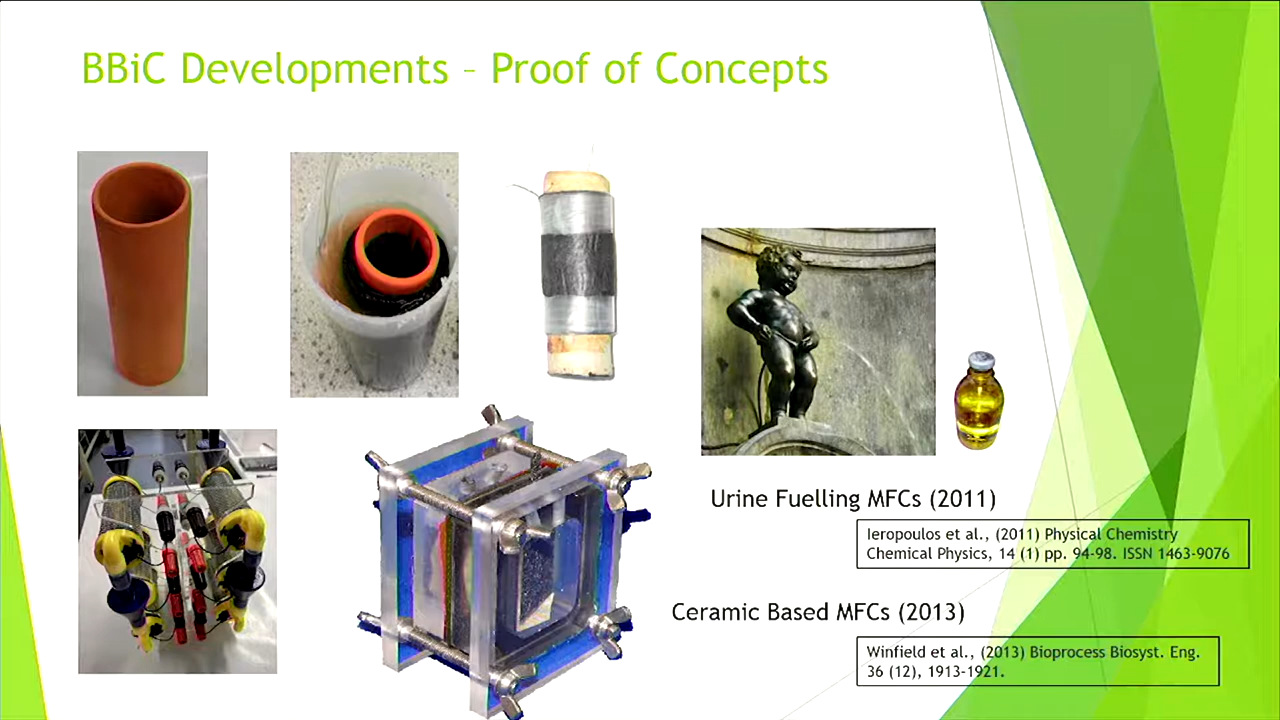 BBiC Developments – Proof of Concepts
Urine Fuelling MFCs (2011)
Ieropoulos et al., (2011) Physical Chemistry
Chemical Physics, 14 (1) pp. 94-98. ISSN 1463-9076
Ceramic Based MFCs (2013)
Winfield et al., (2013) Bioprocess Biosyst. Eng.
36 (12), 1913-1921.